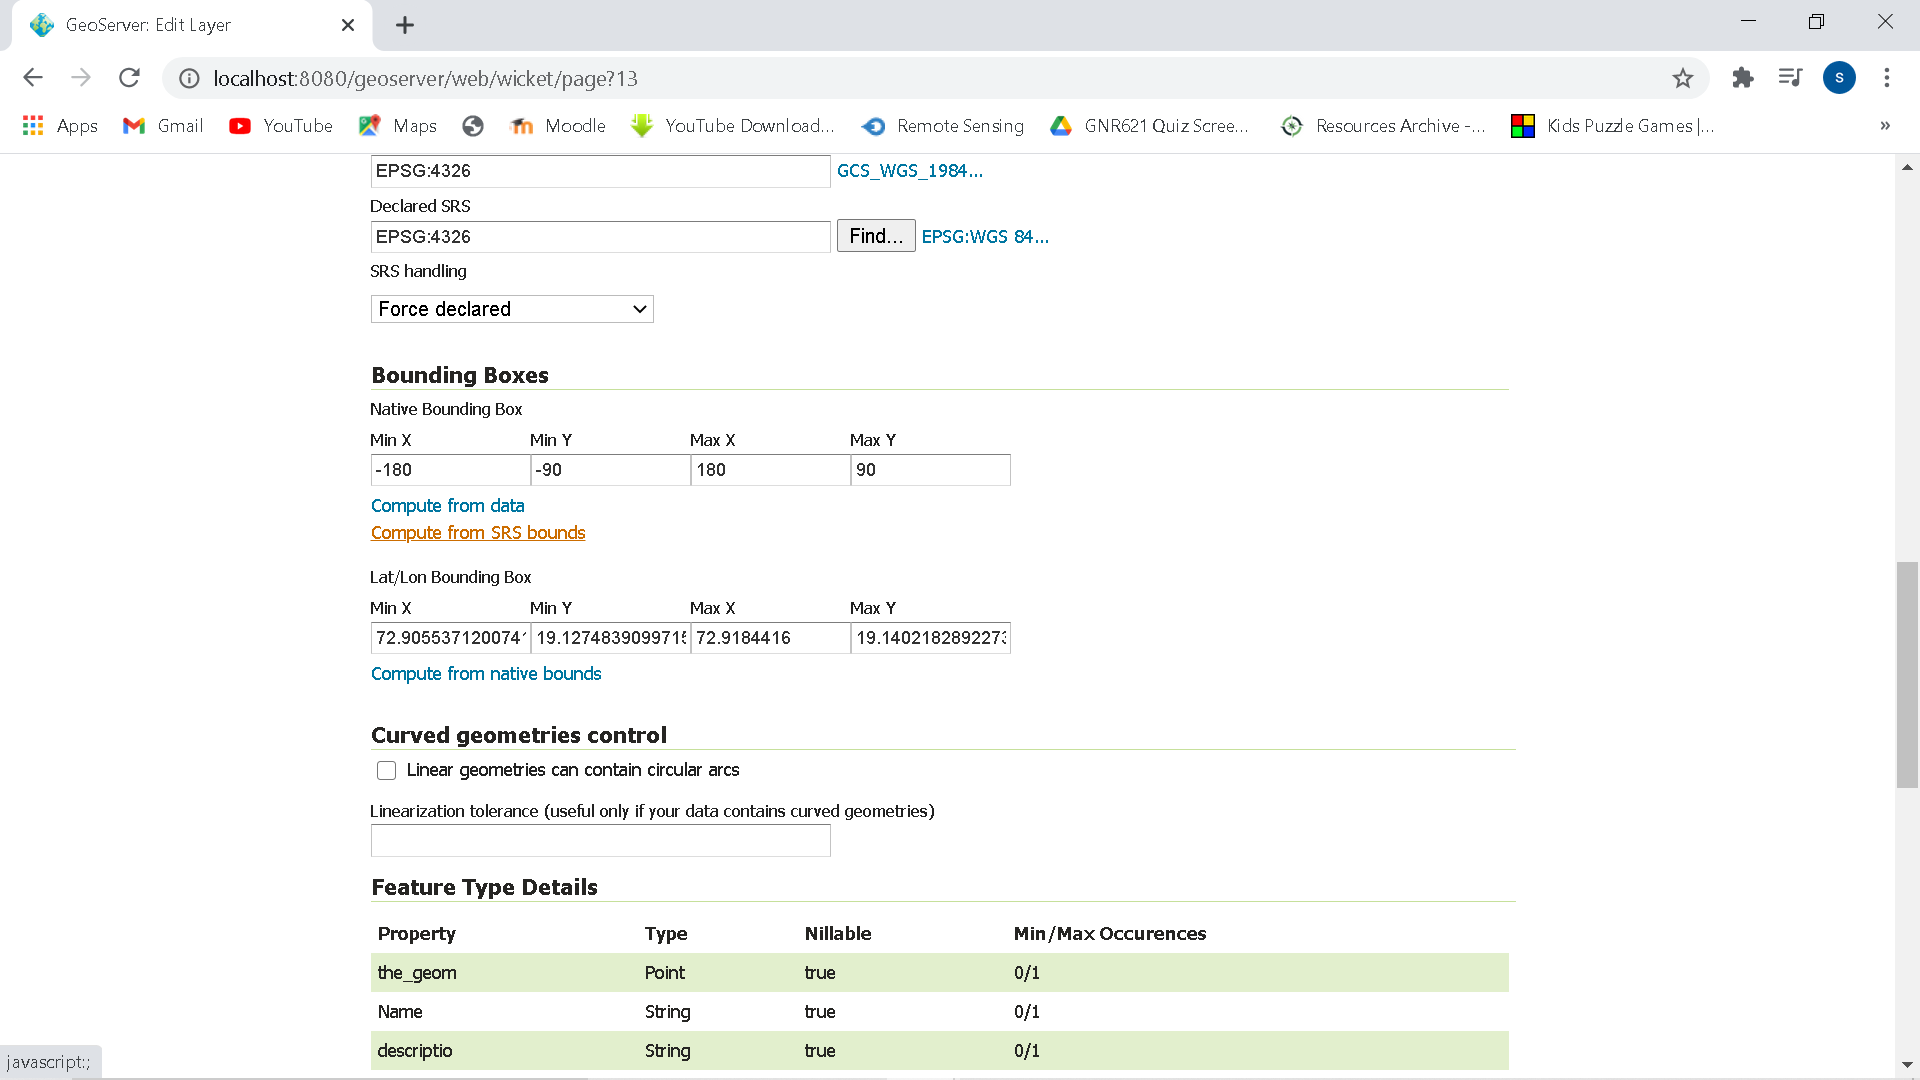 GeoServer: Edit Layer
localhost:8080/geoserver/web/wicket/page?13
S
Apps Gmail YouTube Maps Moodle YouTube Download... Remote Sensing GNR621 Quiz Scree... Resources Archive -... Kids Puzzle Games |... »
EPSG:4326 GCS_WGS_1984...
Declared SRS
EPSG:4326 Find... EPSG:WGS 84...
SRS handling
Force declared
Bounding Boxes
Native Bounding Box
Min X Min Y Max X Max Y
-180 -90 180 90
Compute from data
Compute from SRS bounds
Lat/Lon Bounding Box
Min X Min Y Max X Max Y
72.905537120074 19.1274839099715 72.9184416 19.1402182892273
Compute from native bounds
Curved geometries control
Linear geometries can contain circular arcs
Linearization tolerance (useful only if your data contains curved geometries)
Feature Type Details
Property Type Nillable Min/Max Occurences
the_geom Point true 0/1
Name String true 0/1
descriptio String true 0/1
javascript:;